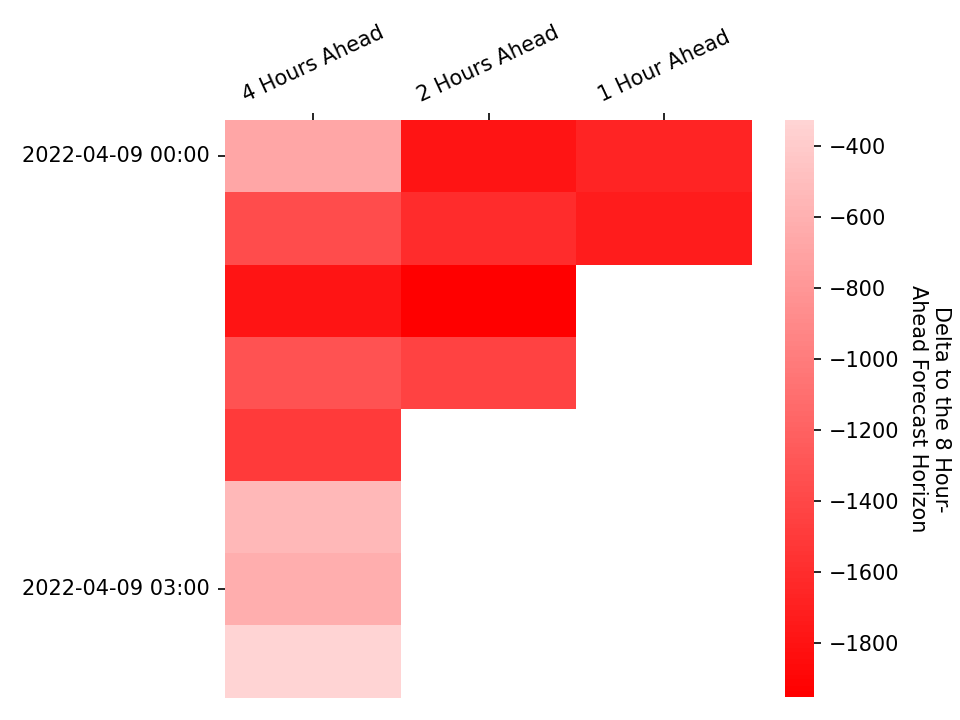 4 Hours Ahead
2 Hours Ahead
1 Hour Ahead
2022-04-09 00:00
2022-04-09 03:00
−400
−600
−800
−1000
−1200
−1400
−1600
−1800
Delta to the 8 Hour-
Ahead Forecast Horizon